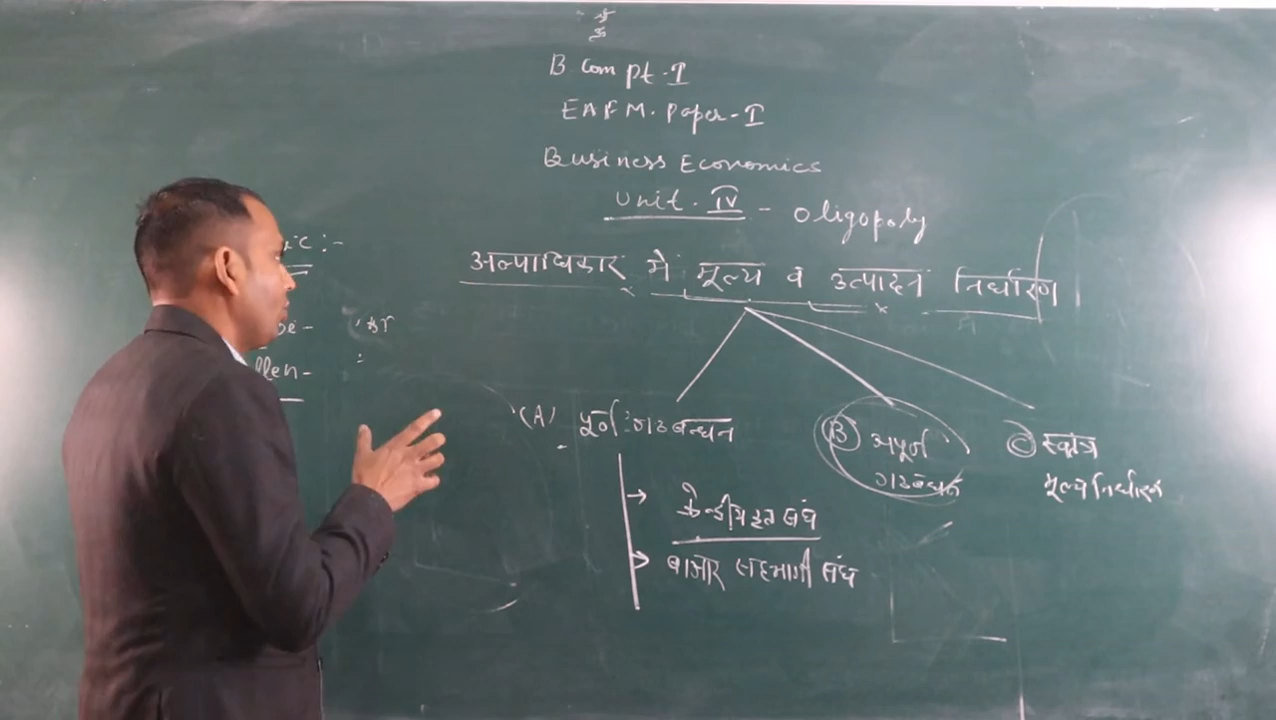 B Com pt-I
EAFM. Paper-I
Business Economics
Unit-IV - Oligopoly
अल्पाधिकार में मूल्य व उत्पादन निर्धारण
(A) पूर्ण गठबन्धन
(B) अपूर्ण गठबंधन
(C) स्वतंत्र मूल्य निर्धारण
→ केन्द्रीयकृत संघ
→ बाजार सहभागी संघ